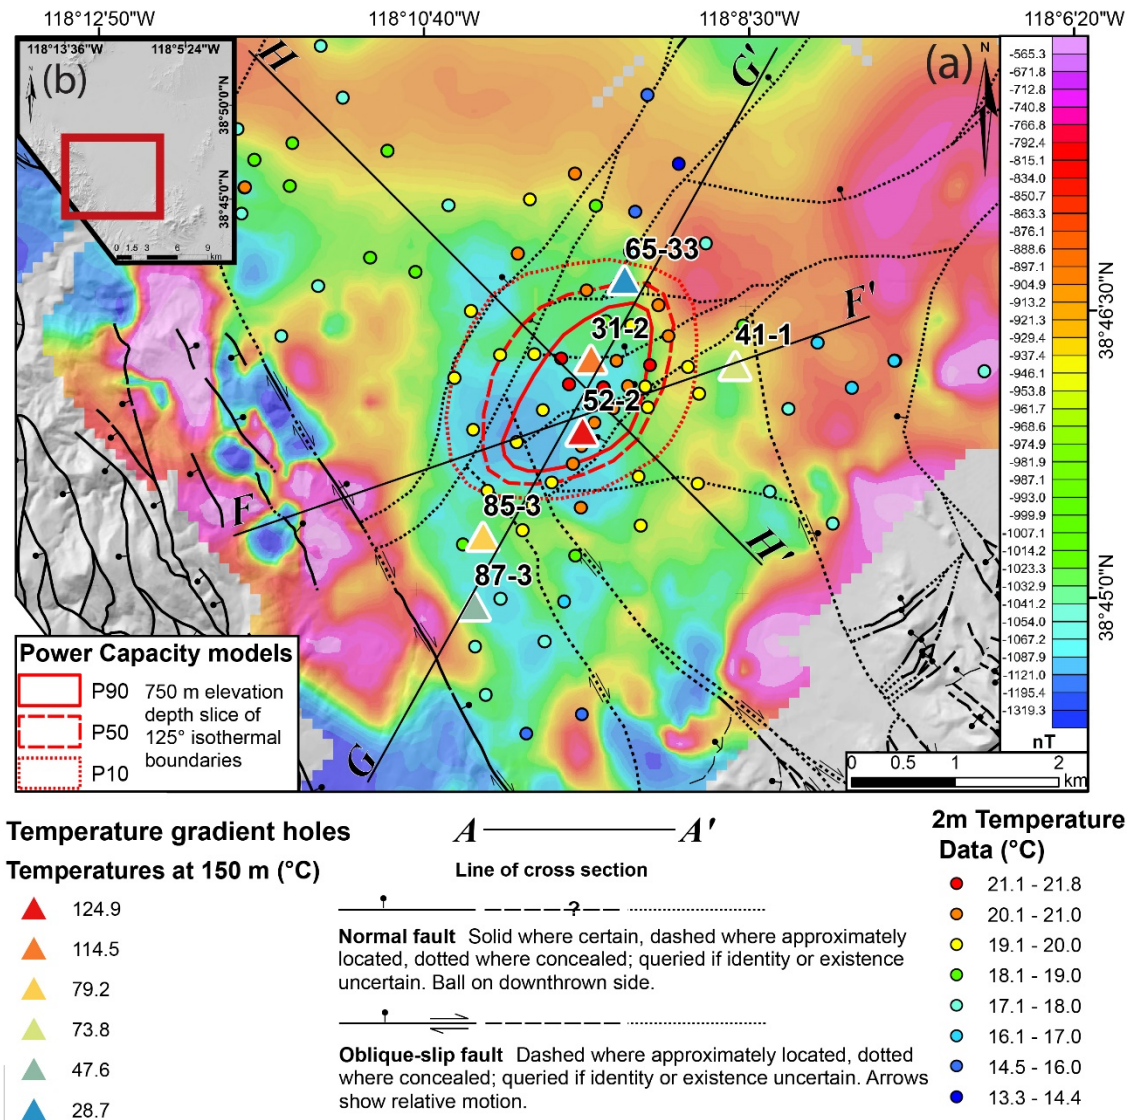 118°12'50"W
118°10'40"W
118°8'30"W
118°6'20"W
118°13'36"W
118°5'24"W
N
(b)
38°50'0"N
38°45'0"N
0 1.5 3 6 9
km
H
G'
(a)
N
65-33
31-2
41-1
F'
52-2
F
85-3
H'
87-3
G
-565.3
-671.8
-712.8
-740.8
-766.8
-792.4
-815.1
-834.0
-850.7
-863.3
-876.1
-888.6
-897.1
-904.9
-913.2
-921.3
-929.4
-937.4
-946.1
-953.8
-961.7
-968.6
-974.9
-981.9
-987.1
-993.0
-999.9
-1007.1
-1014.2
-1023.3
-1032.9
-1041.2
-1054.0
-1067.2
-1087.9
-1121.0
-1195.4
-1319.3
nT
38°46'30"N
38°45'0"N
0 0.5 1 2
km
Power Capacity models
P90
P50
P10
750 m elevation
depth slice of
125° isothermal
boundaries
Temperature gradient holes
Temperatures at 150 m (°C)
124.9
114.5
79.2
73.8
47.6
28.7
A A'
Line of cross section
?
Normal fault Solid where certain, dashed where approximately
located, dotted where concealed; queried if identity or existence
uncertain. Ball on downthrown side.
Oblique-slip fault Dashed where approximately located, dotted
where concealed; queried if identity or existence uncertain. Arrows
show relative motion.
2m Temperature
Data (°C)
21.1 - 21.8
20.1 - 21.0
19.1 - 20.0
18.1 - 19.0
17.1 - 18.0
16.1 - 17.0
14.5 - 16.0
13.3 - 14.4